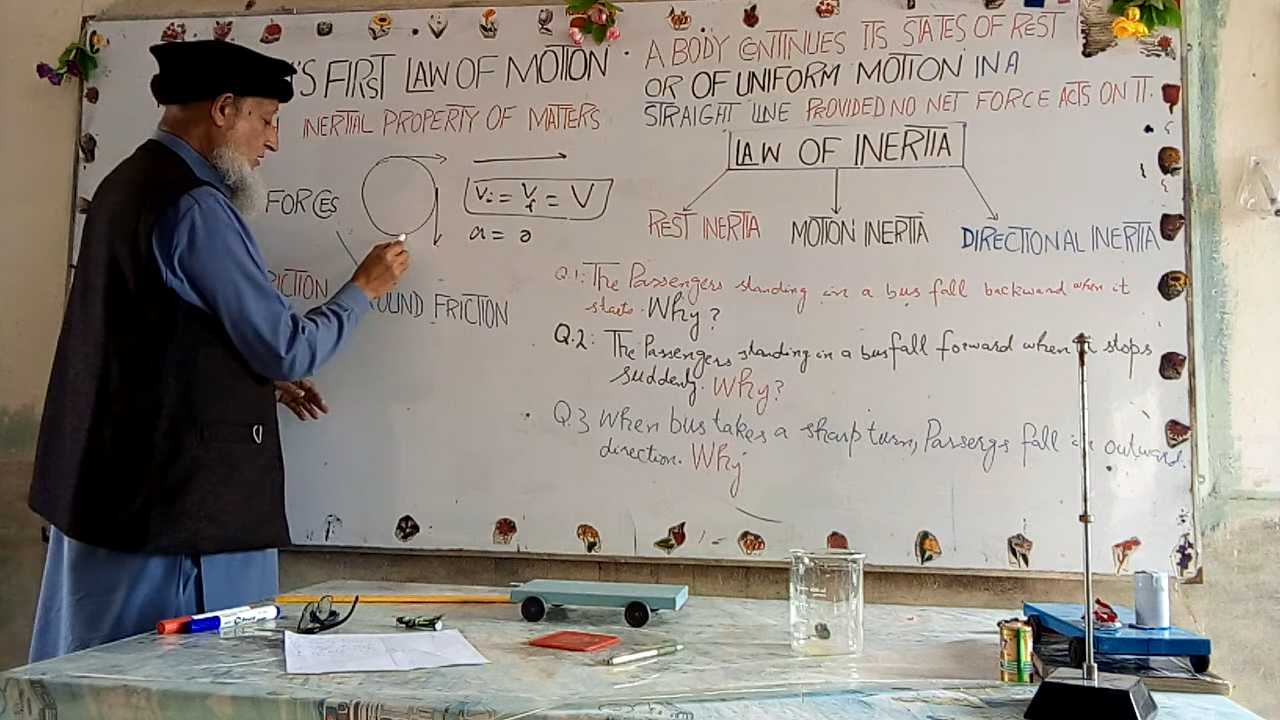 'S FIRST LAW OF MOTION
INERTIAL PROPERTY OF MATTERS
FORCES
RICTION
OUND FRICTION
Vi = Vf = V
a = 0
A BODY CONTINUES ITS STATES OF REST
OR OF UNIFORM MOTION IN A
STRAIGHT LINE PROVIDED NO NET FORCE ACTS ON IT.
LAW OF INERTIA
REST INERTIA MOTION INERTIA DIRECTIONAL INERTIA
Q.1: The Passengers standing in a bus fall backward when it
starts. Why?
Q.2: The Passengers standing in a bus fall forward when it stops
suddenly. Why?
Q.3 When bus takes a sharp turn, Passergs fall in outward
direction. Why